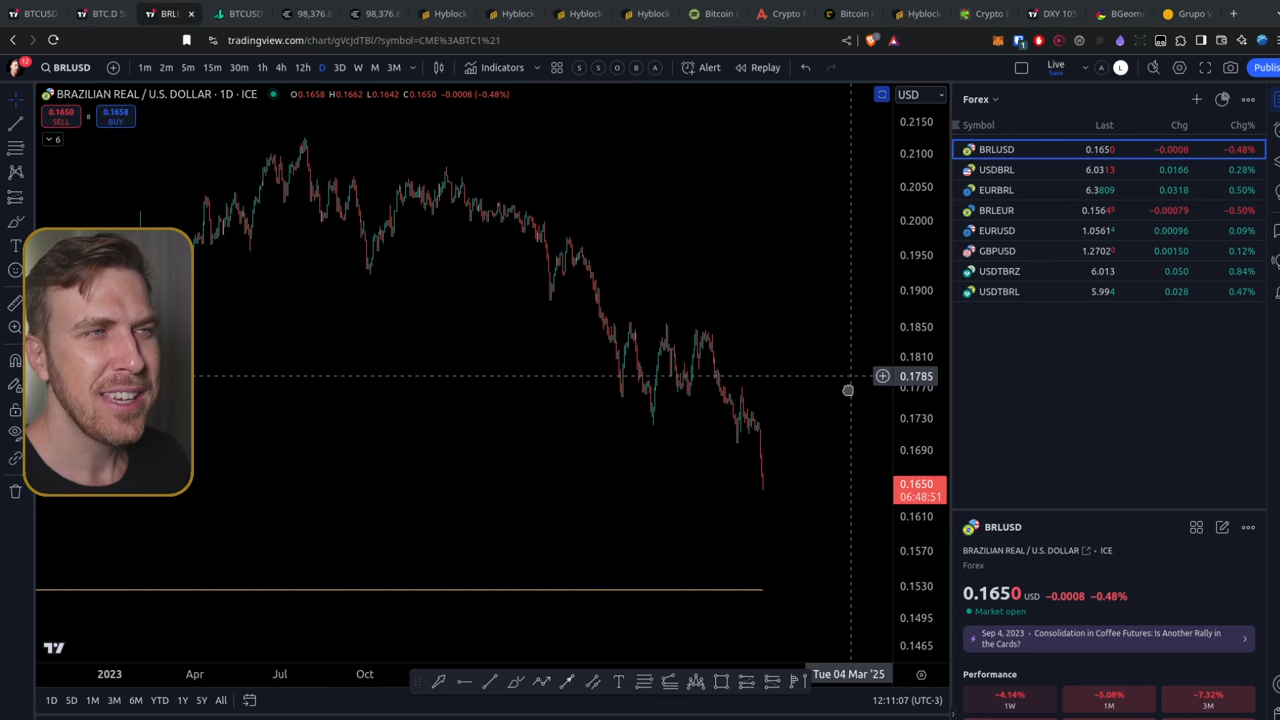 BTCUSD
BTC.D 58
BRL
BTCUSD
98,376.8
98,376.
Hyblock
Hyblock
Hyblock
Hyblock
Bitcoin
Crypto F
Bitcoin
Hyblock
Crypto
DXY 105
BGeom
Grupo V
tradingview.com/chart/gVcJdTBl/?symbol=CME%3ABTC1%21
12
BRLUSD
1m 2m 5m 15m 30m 1h 4h 12h D 3D W M 3M
Indicators
S S O B A
Alert
Replay
Live
Save
A L
Publis
BRAZILIAN REAL / U.S. DOLLAR · 1D · ICE
O0.1658 H0.1662 L0.1642 C0.1650 −0.0008 (−0.48%)
0.1650
SELL
8
0.1658
BUY
6
USD
0.2150
0.2100
0.2050
0.2000
0.1950
0.1900
0.1850
0.1810
0.1785
0.1770
0.1730
0.1690
0.1650
06:48:51
0.1610
0.1570
0.1530
0.1495
0.1465
2023
Apr
Jul
Oct
Tue 04 Mar '25
1D 5D 1M 3M 6M YTD 1Y 5Y All
12:11:07 (UTC-3)
Forex
Symbol Last Chg Chg%
BRLUSD 0.1650 −0.0008 −0.48%
USDBRL 6.0313 0.0166 0.28%
EURBRL 6.3809 0.0318 0.50%
BRLEUR 0.15649 −0.00079 −0.50%
EURUSD 1.05614 0.00096 0.09%
GBPUSD 1.27020 0.00150 0.12%
USDTBRZ 6.013 0.050 0.84%
USDTBRL 5.994 0.028 0.47%
BRLUSD
BRAZILIAN REAL / U.S. DOLLAR · ICE
Forex
0.1650 USD −0.0008 −0.48%
Market open
Sep 4, 2023 • Consolidation in Coffee Futures: Is Another Rally in
the Cards?
Performance
−4.14%
1W
−5.08%
1M
−7.32%
3M